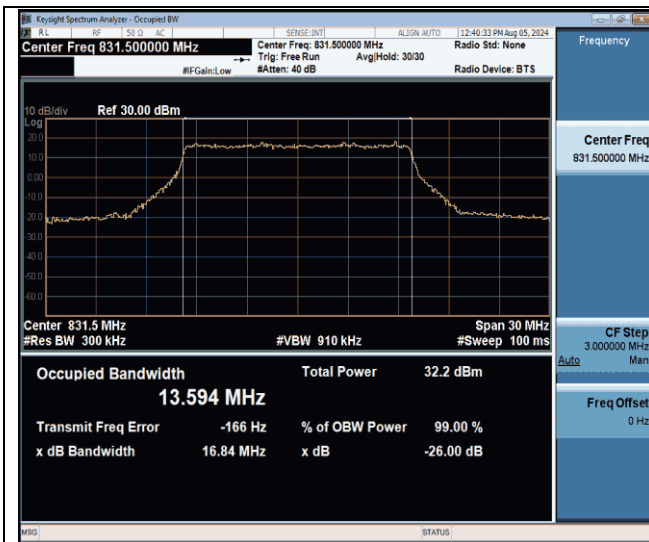 Keysight Spectrum Analyzer - Occupied BW
RL RF 50 Ω AC SENSE:INT ALIGN AUTO 12:40:33 PM Aug 05, 2024
Center Freq 831.500000 MHz Center Freq: 831.500000 MHz Radio Std: None Frequency
Trig: Free Run Avg|Hold: 30/30
#IFGain:Low #Atten: 40 dB Radio Device: BTS
10 dB/div Ref 30.00 dBm
Log
20.0
10.0
0.00
-10.0
-20.0
-30.0
-40.0
-50.0
-60.0
Center Freq
831.500000 MHz
Center 831.5 MHz Span 30 MHz
#Res BW 300 kHz #VBW 910 kHz #Sweep 100 ms
CF Step
3.000000 MHz
Auto Man
Occupied Bandwidth Total Power 32.2 dBm
13.594 MHz
Transmit Freq Error -166 Hz % of OBW Power 99.00 %
x dB Bandwidth 16.84 MHz x dB -26.00 dB
Freq Offset
0 Hz
MSG STATUS